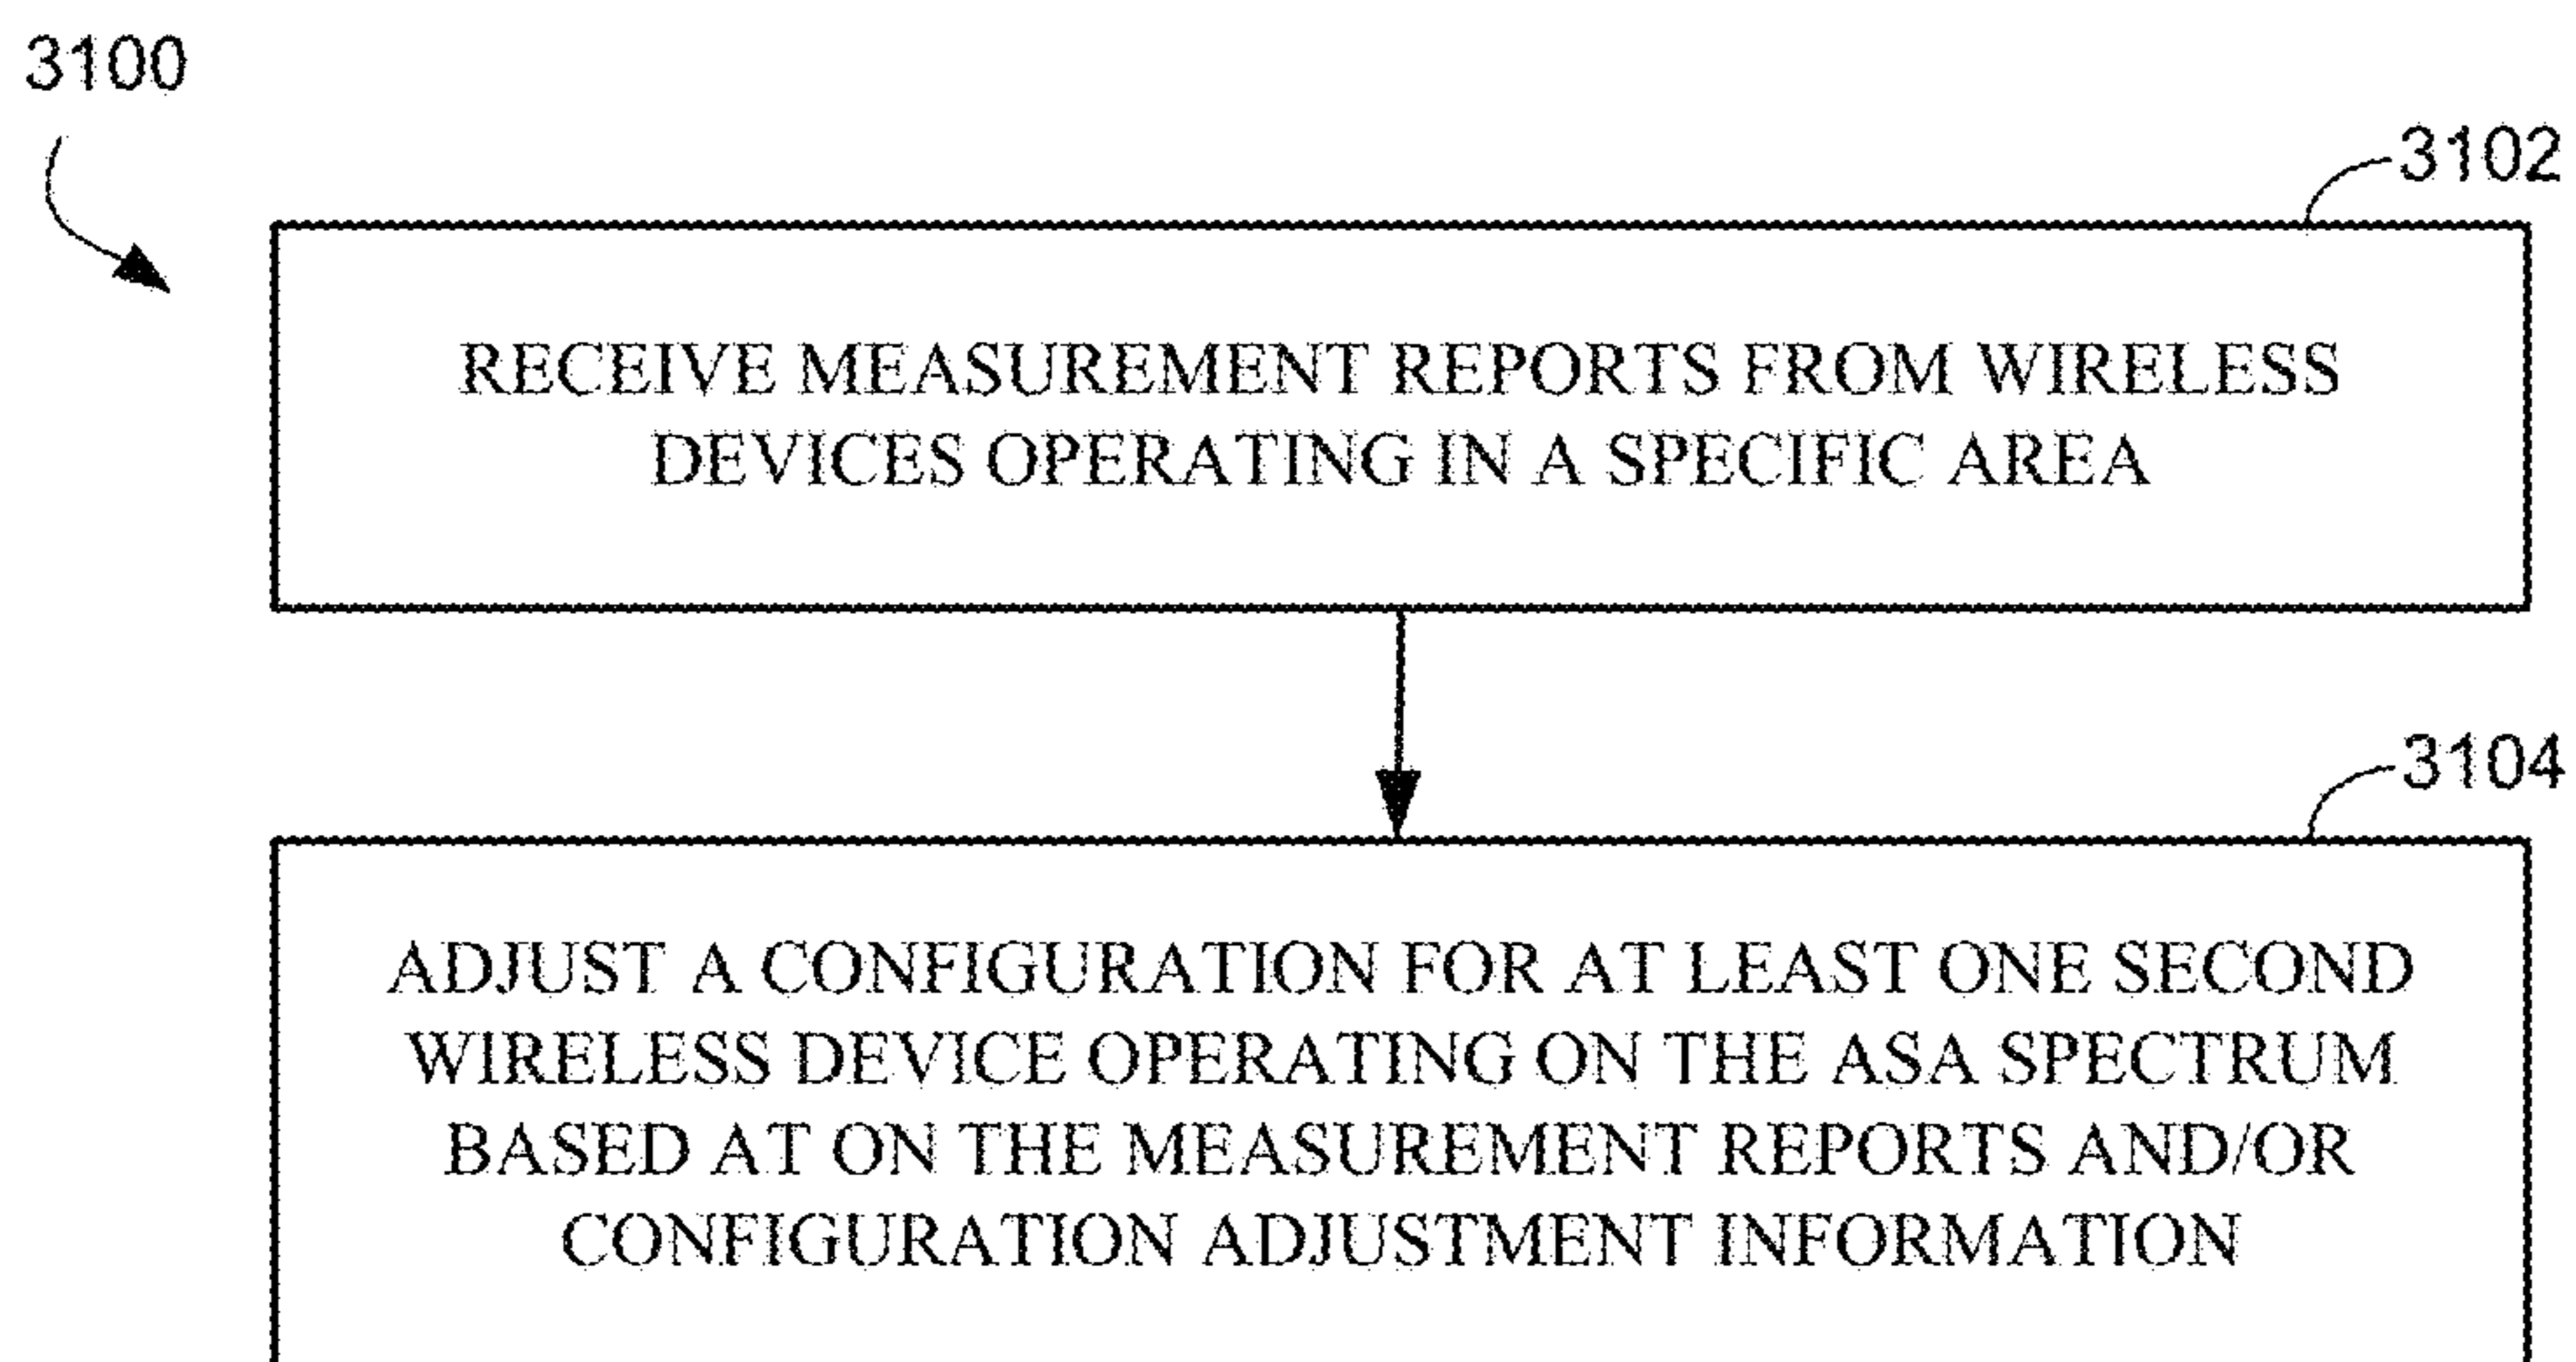 3100
3102
RECEIVE MEASUREMENT REPORTS FROM WIRELESS
DEVICES OPERATING IN A SPECIFIC AREA
3104
ADJUST A CONFIGURATION FOR AT LEAST ONE SECOND
WIRELESS DEVICE OPERATING ON THE ASA SPECTRUM
BASED AT ON THE MEASUREMENT REPORTS AND/OR
CONFIGURATION ADJUSTMENT INFORMATION